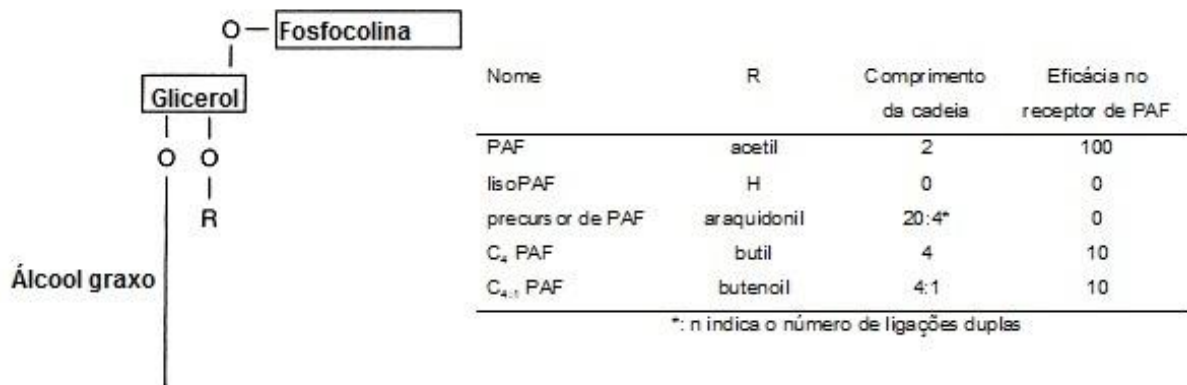 O — Fosfocolina
Glicerol
O O
R
Álcool graxo
Nome R Comprimento da cadeia Eficácia no receptor de PAF
PAF acetil 2 100
lisoPAF H 0 0
precursor de PAF araquidonil 20:4* 0
C₄ PAF butil 4 10
C₄:₁ PAF butenoil 4:1 10
*: n indica o número de ligações duplas